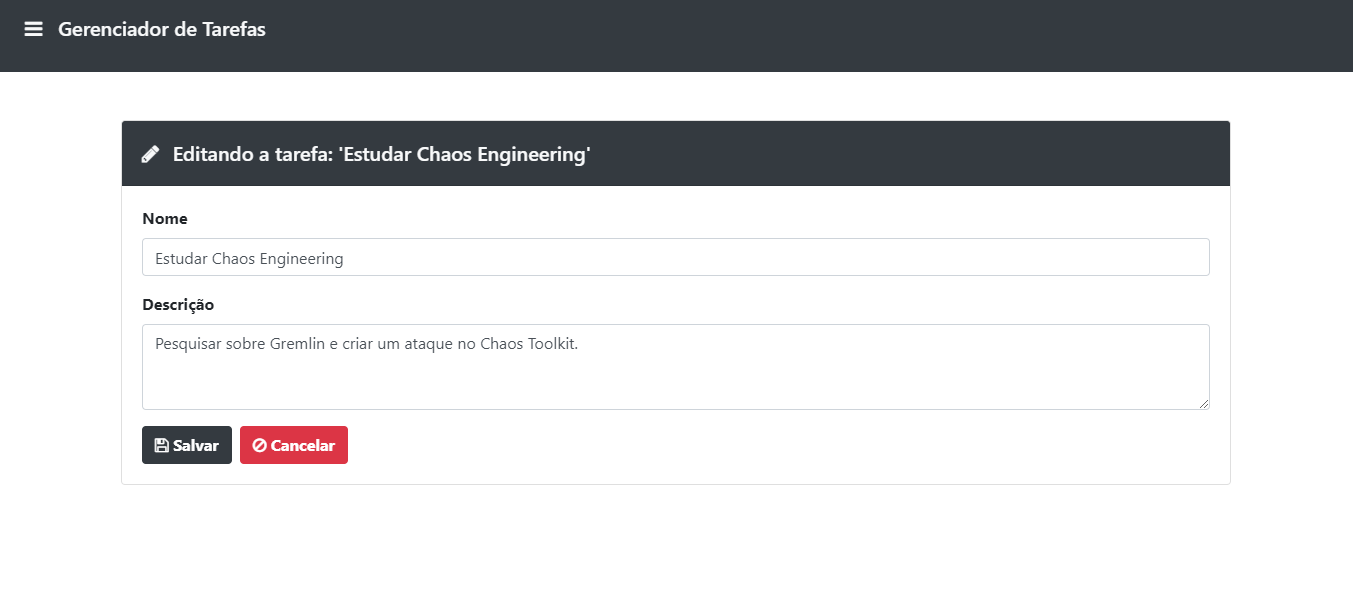 Gerenciador de Tarefas
Editando a tarefa: 'Estudar Chaos Engineering'
Nome
Estudar Chaos Engineering
Descrição
Pesquisar sobre Gremlin e criar um ataque no Chaos Toolkit.
Salvar Cancelar